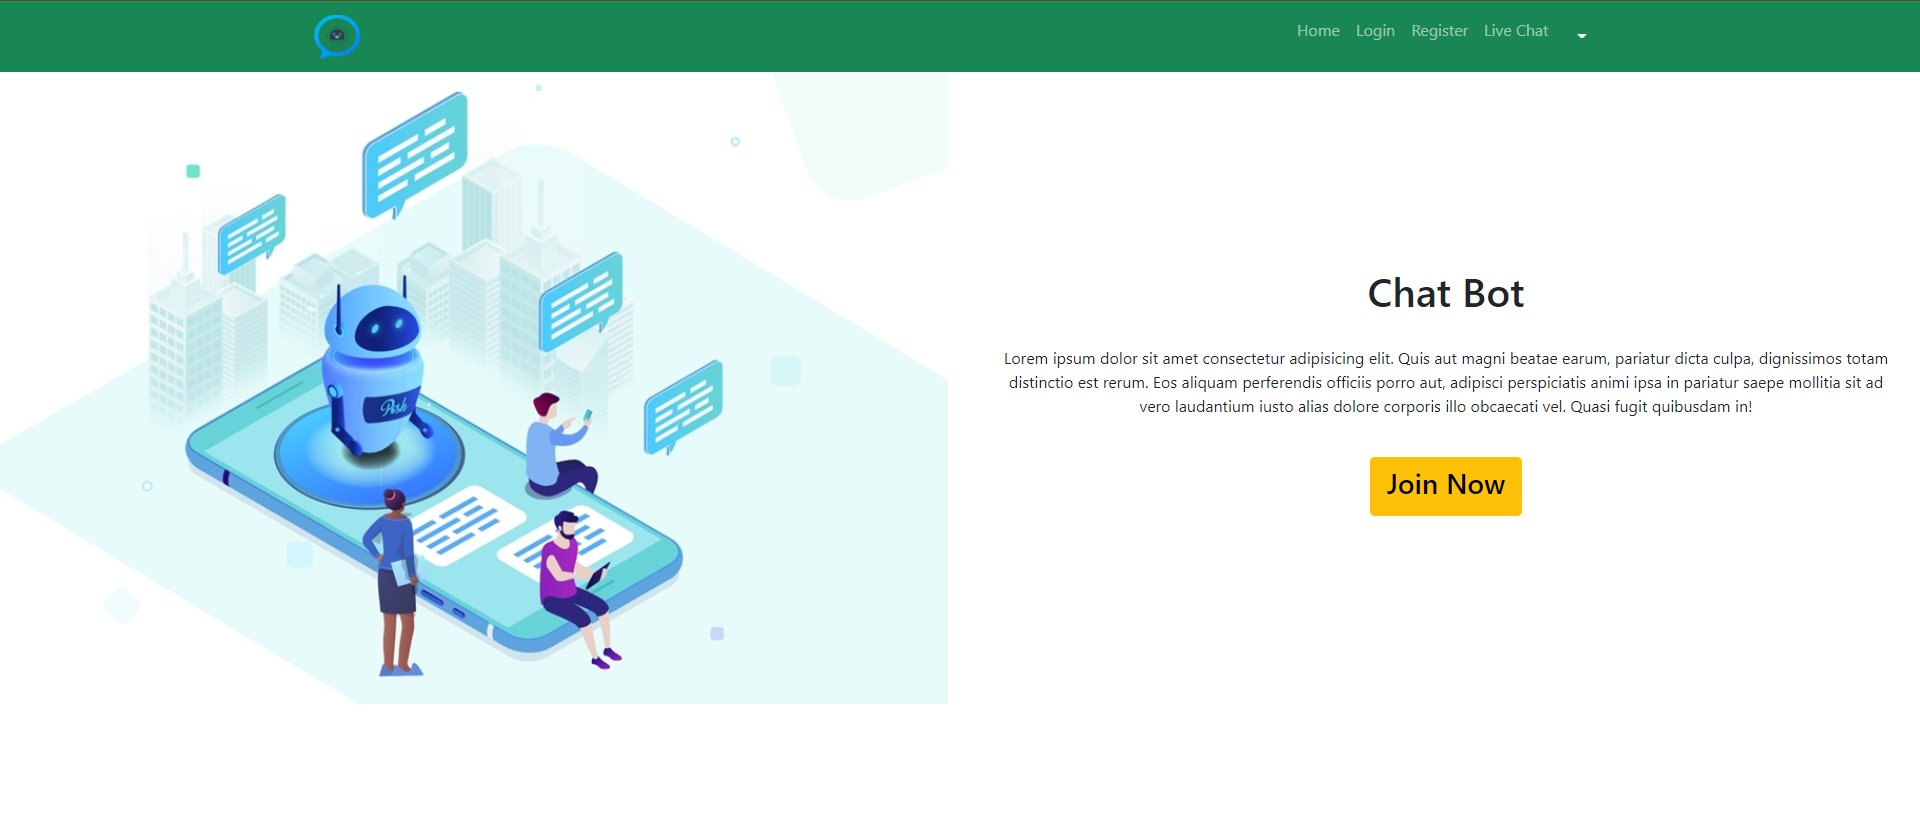 Home Login Register Live Chat
Posh
Chat Bot
Lorem ipsum dolor sit amet consectetur adipisicing elit. Quis aut magni beatae earum, pariatur dicta culpa, dignissimos totam
distinctio est rerum. Eos aliquam perferendis officiis porro aut, adipisci perspiciatis animi ipsa in pariatur saepe mollitia sit ad
vero laudantium iusto alias dolore corporis illo obcaecati vel. Quasi fugit quibusdam in!
Join Now